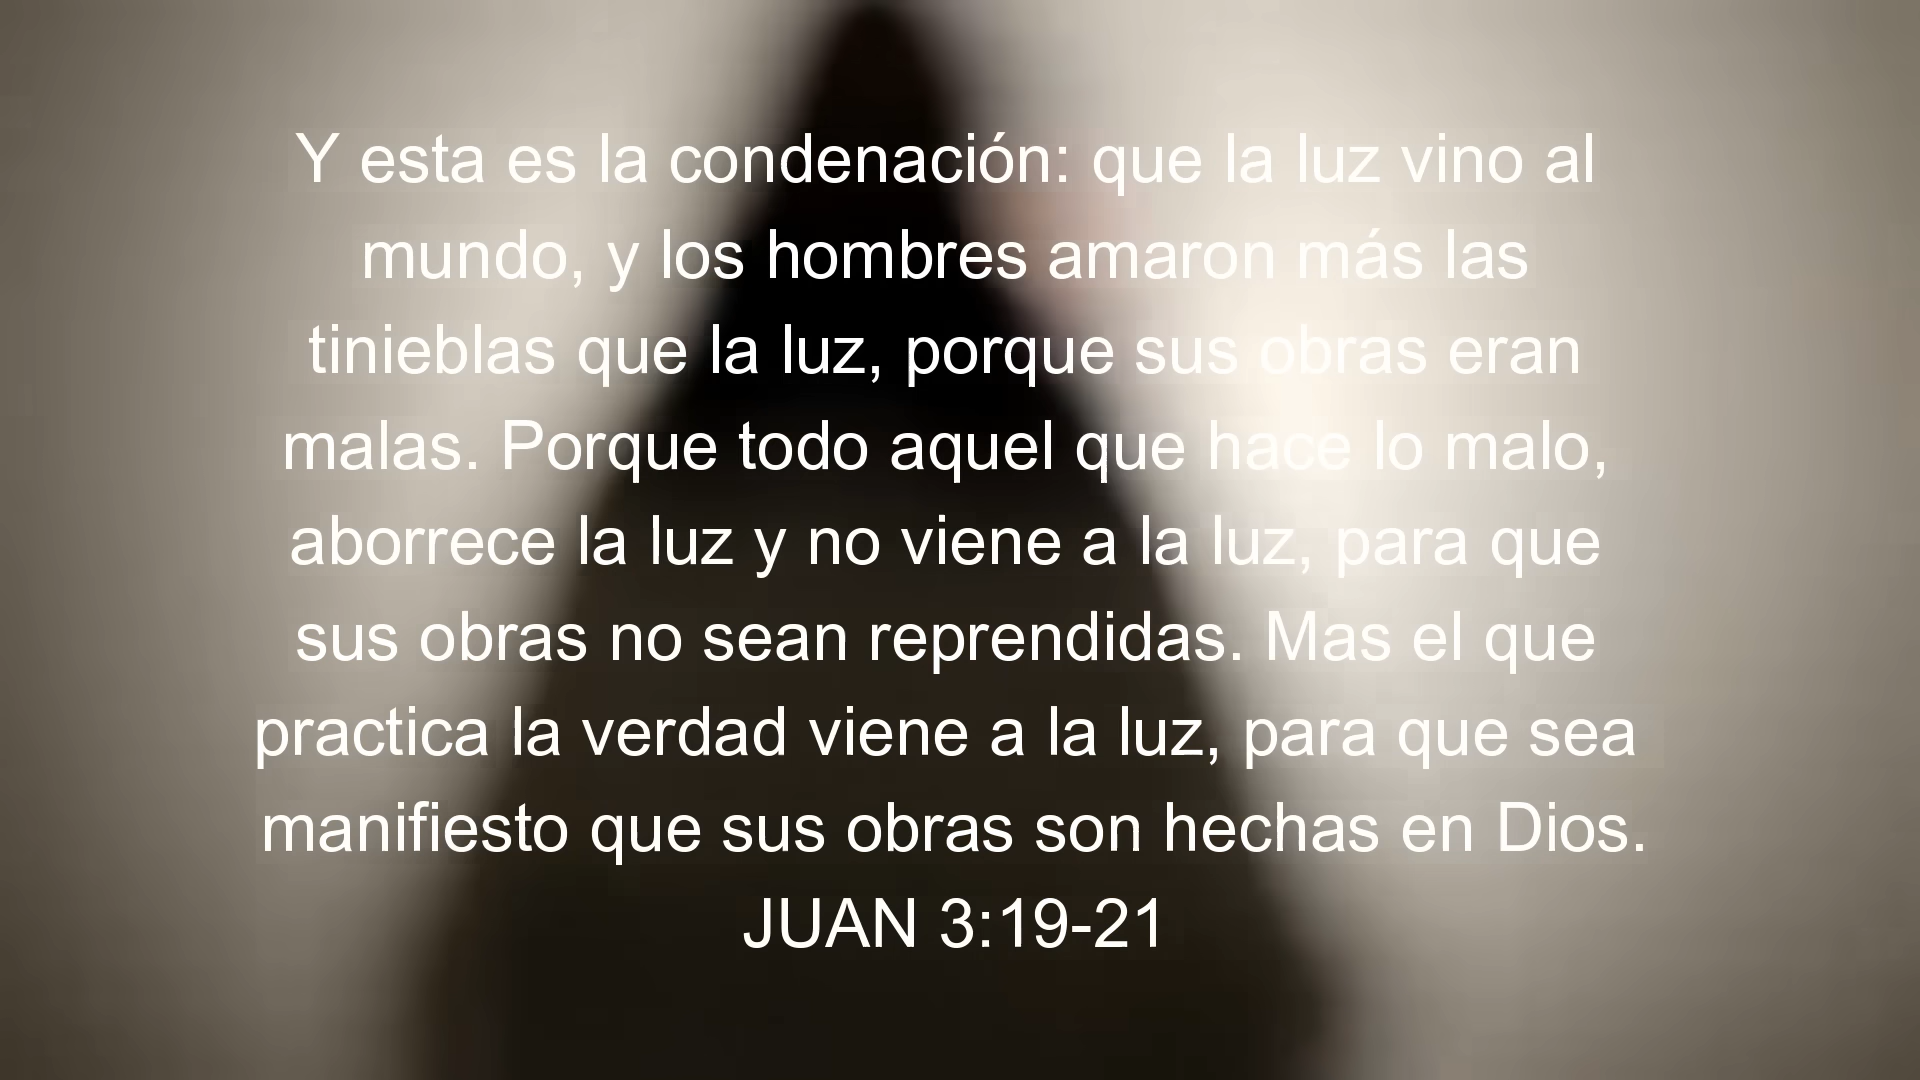 Y esta es la condenación: que la luz vino al
mundo, y los hombres amaron más las
tinieblas que la luz, porque sus obras eran
malas. Porque todo aquel que hace lo malo,
aborrece la luz y no viene a la luz, para que
sus obras no sean reprendidas. Mas el que
practica la verdad viene a la luz, para que sea
manifiesto que sus obras son hechas en Dios.
JUAN 3:19-21